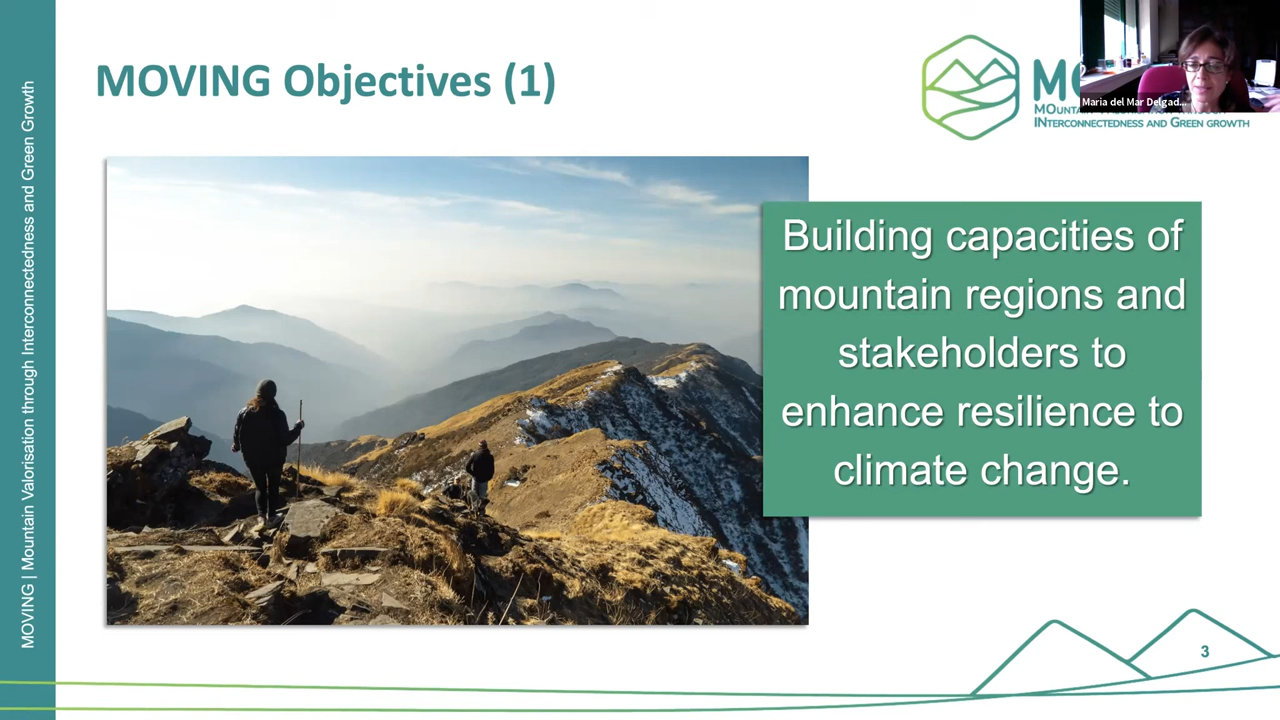 MOVING Objectives (1)
Maria del Mar Delgad...
INTERCONNECTEDNESS AND GREEN GROWTH
Building capacities of
mountain regions and
stakeholders to
enhance resilience to
climate change.
MOVING | Mountain Valorisation through Interconnectedness and Green Growth
3